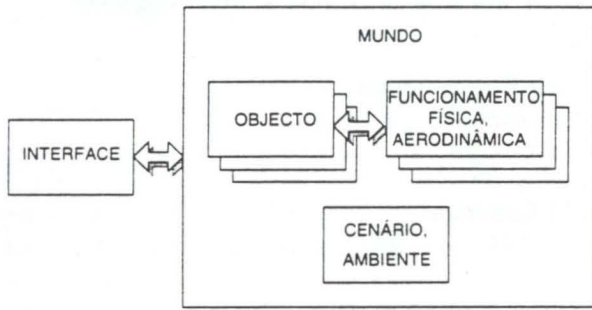 MUNDO
OBJECTO
FUNCIONAMENTO
FÍSICA,
AERODINÂMICA
INTERFACE
CENÁRIO,
AMBIENTE